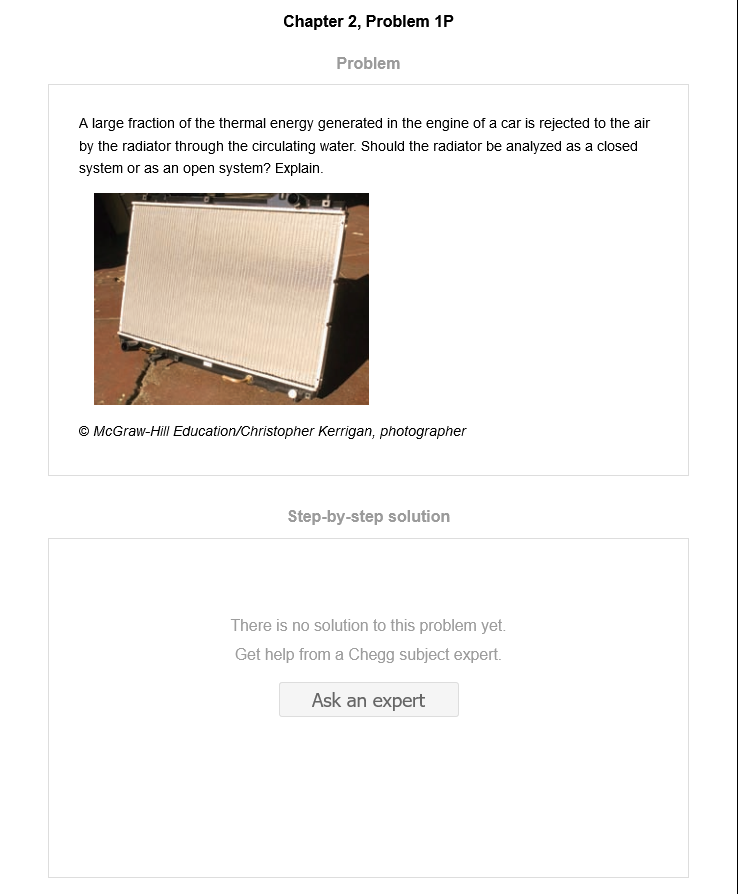 Chapter 2, Problem 1P
Problem
A large fraction of the thermal energy generated in the engine of a car is rejected to the air
by the radiator through the circulating water. Should the radiator be analyzed as a closed
system or as an open system? Explain.
© McGraw-Hill Education/Christopher Kerrigan, photographer
Step-by-step solution
There is no solution to this problem yet.
Get help from a Chegg subject expert.
Ask an expert